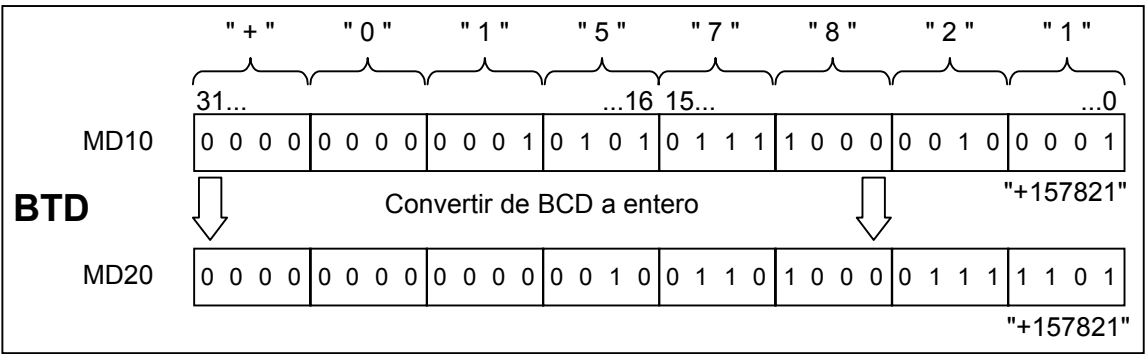 " + " " 0 " " 1 " " 5 " " 7 " " 8 " " 2 " " 1 "
31... ...16 15... ...0
MD10 0 0 0 0 0 0 0 0 0 0 0 1 0 1 0 1 0 1 1 1 1 0 0 0 0 0 1 0 0 0 0 1
"+157821"
BTD Convertir de BCD a entero
MD20 0 0 0 0 0 0 0 0 0 0 0 0 0 0 1 0 0 1 1 0 1 0 0 0 0 1 1 1 1 1 0 1
"+157821"